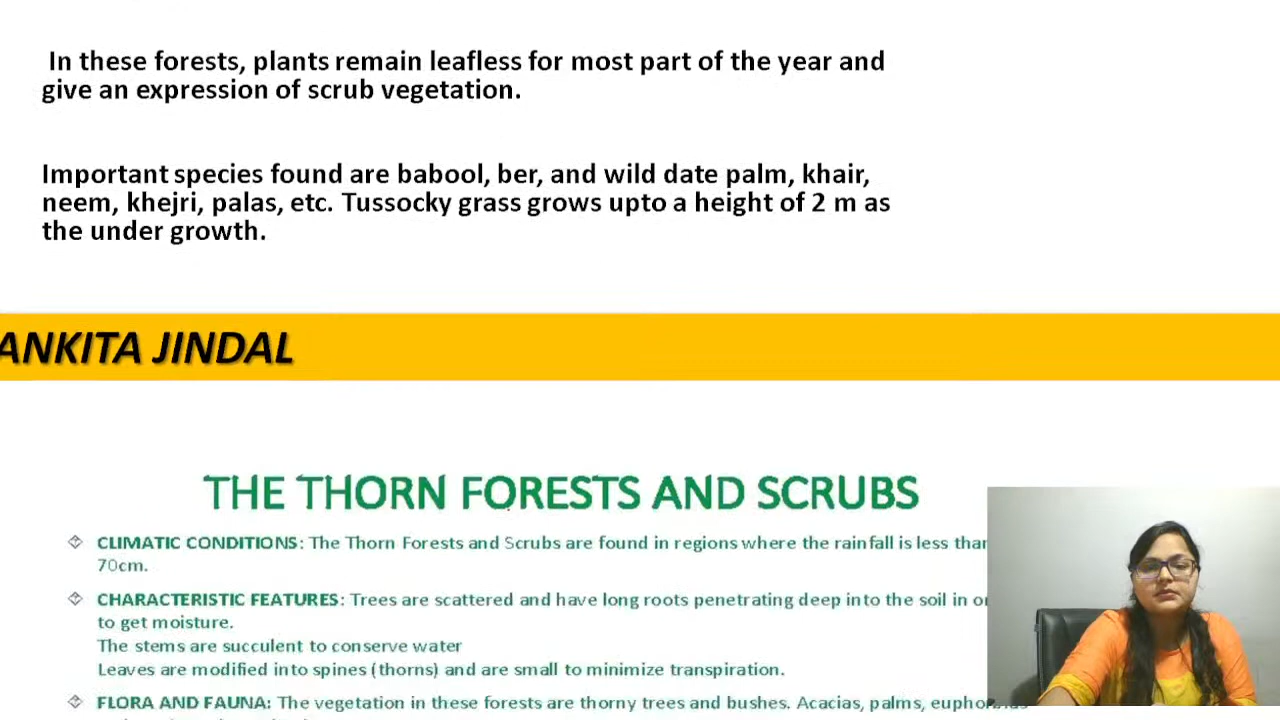 In these forests, plants remain leafless for most part of the year and
give an expression of scrub vegetation.
Important species found are babool, ber, and wild date palm, khair,
neem, khejri, palas, etc. Tussocky grass grows upto a height of 2 m as
the under growth.
ANKITA JINDAL
THE THORN FORESTS AND SCRUBS
CLIMATIC CONDITIONS: The Thorn Forests and Scrubs are found in regions where the rainfall is less than
70cm.
CHARACTERISTIC FEATURES: Trees are scattered and have long roots penetrating deep into the soil in
to get moisture.
The stems are succulent to conserve water
Leaves are modified into spines (thorns) and are small to minimize transpiration.
FLORA AND FAUNA: The vegetation in these forests are thorny trees and bushes. Acacias, palms,